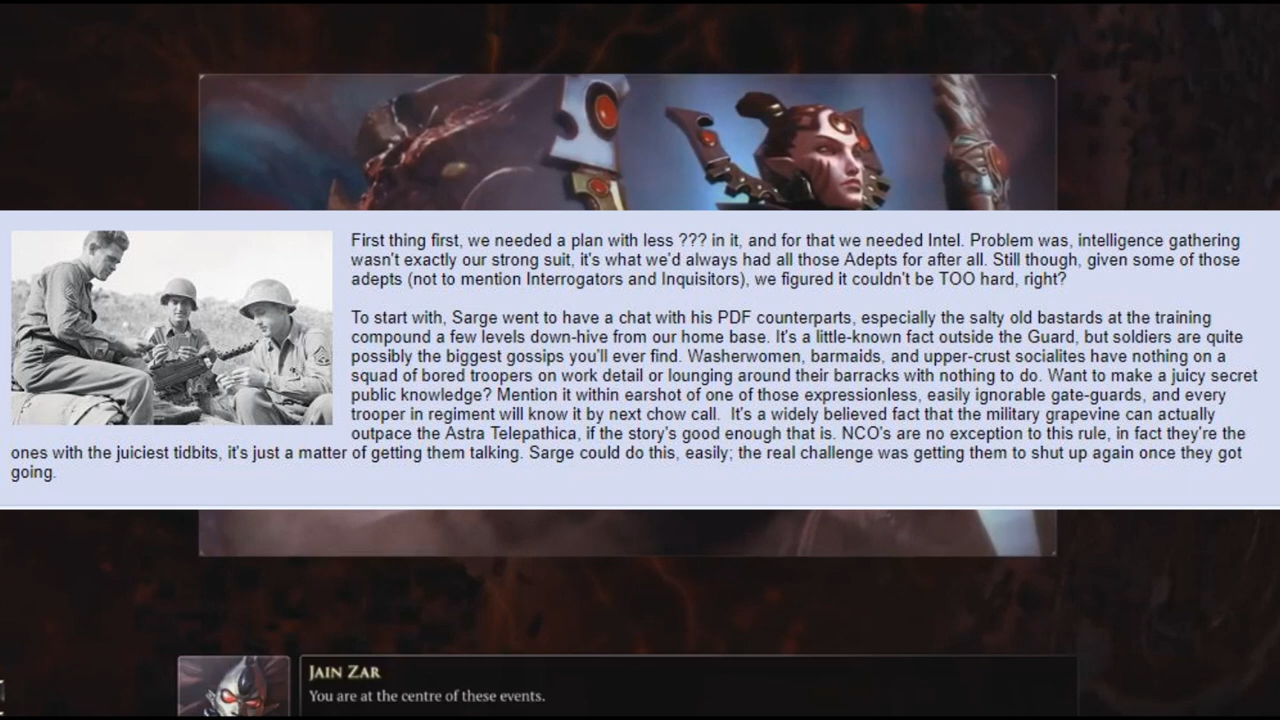 First thing first, we needed a plan with less ??? in it, and for that we needed Intel. Problem was, intelligence gathering
wasn't exactly our strong suit, it's what we'd always had all those Adepts for after all. Still though, given some of those
adepts (not to mention Interrogators and Inquisitors), we figured it couldn't be TOO hard, right?
To start with, Sarge went to have a chat with his PDF counterparts, especially the salty old bastards at the training
compound a few levels down-hive from our home base. It's a little-known fact outside the Guard, but soldiers are quite
possibly the biggest gossips you'll ever find. Washerwomen, barmaids, and upper-crust socialites have nothing on a
squad of bored troopers on work detail or lounging around their barracks with nothing to do. Want to make a juicy secret
public knowledge? Mention it within earshot of one of those expressionless, easily ignorable gate-guards, and every
trooper in regiment will know it by next chow call.  It's a widely believed fact that the military grapevine can actually
outpace the Astra Telepathica, if the story's good enough that is. NCO's are no exception to this rule, in fact they're the
ones with the juiciest tidbits, it's just a matter of getting them talking. Sarge could do this, easily; the real challenge was getting them to shut up again once they got
going.
JAIN ZAR
You are at the centre of these events.